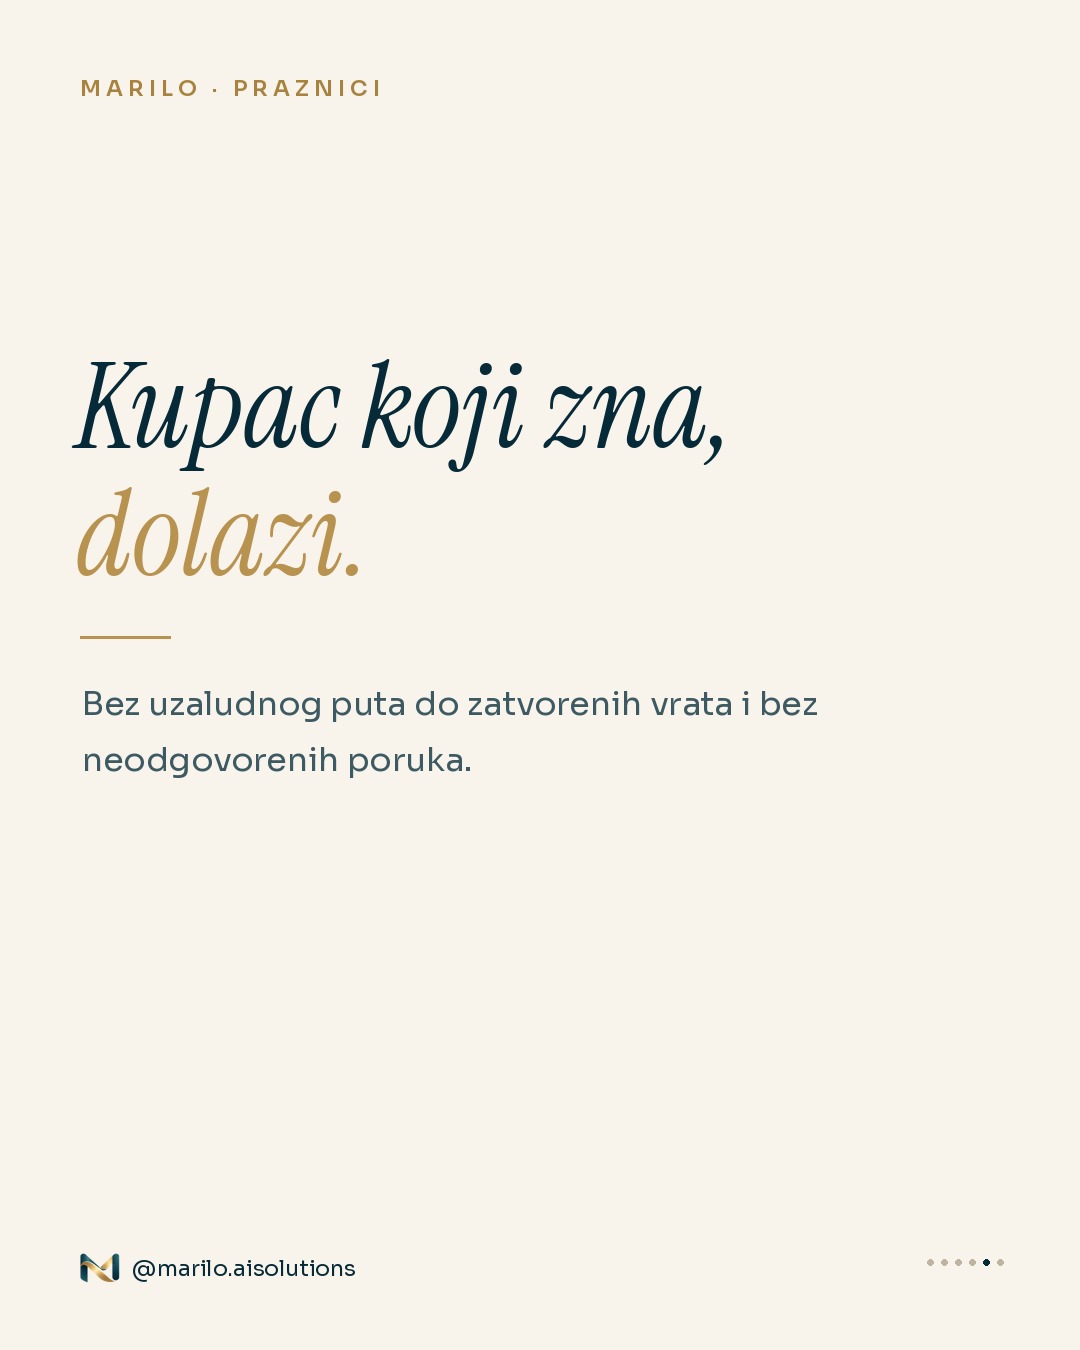 MARILO · PRAZNICI
Kupac koji zna,
dolazi.
Bez uzaludnog puta do zatvorenih vrata i bez
neodgovorenih poruka.
@marilo.aisolutions